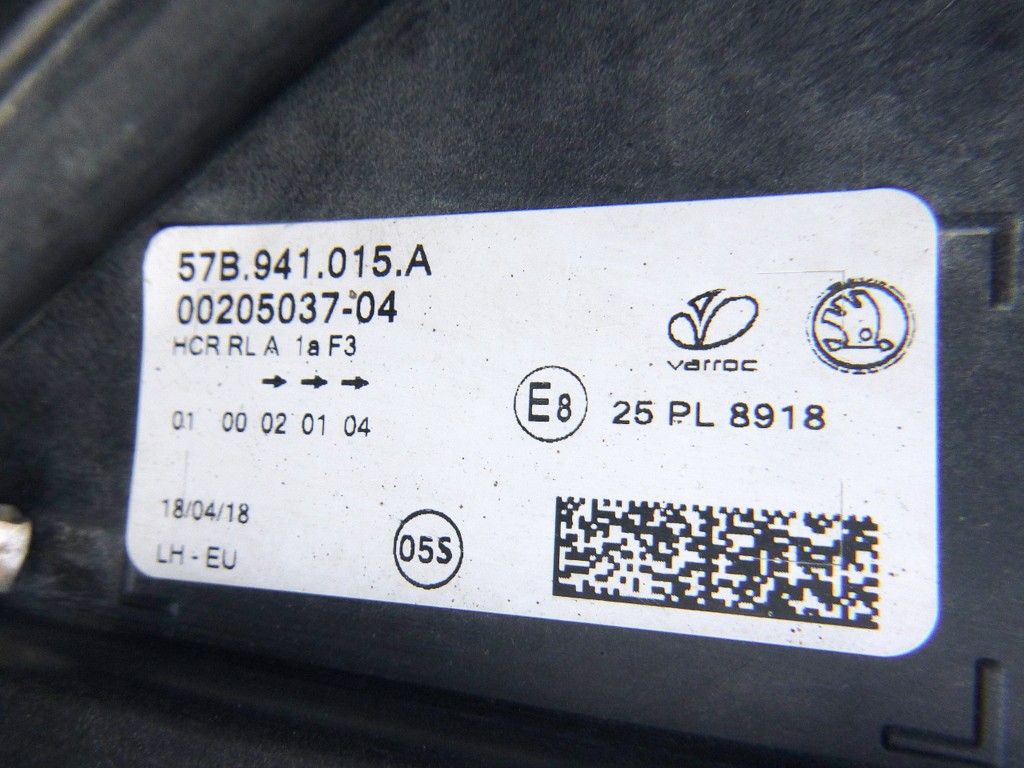 57B.941.015.A
00205037-04
HCR RL A 1a F3
→ → →
01 00 02 01 04
varroc
E8 25 PL 8918
18/04/18
LH - EU
05S